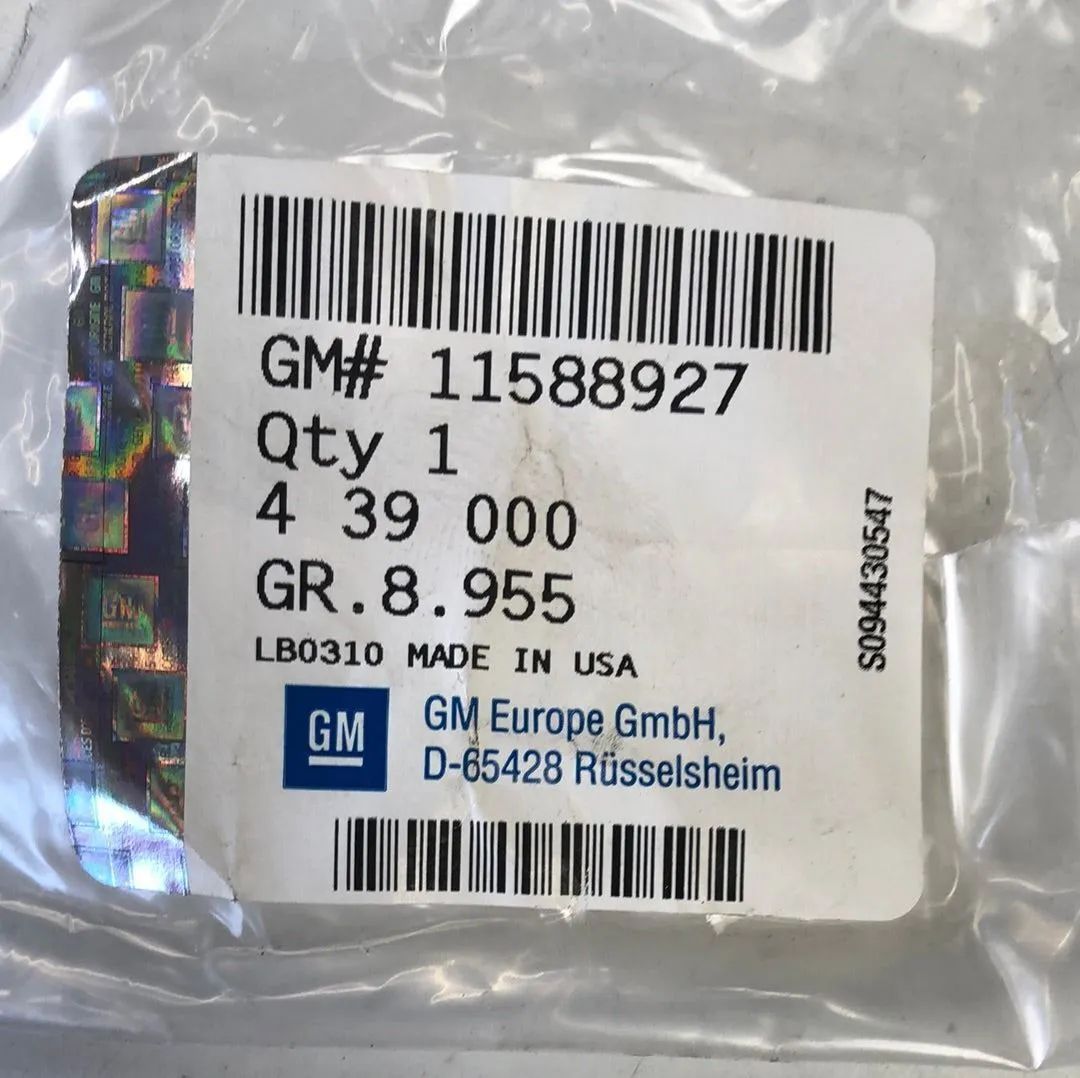 GM# 11588927
Qty 1
4 39 000
GR.8.955
LB0310 MADE IN USA
GM
GM Europe GmbH,
D-65428 Rüsselsheim
S094430547
GM